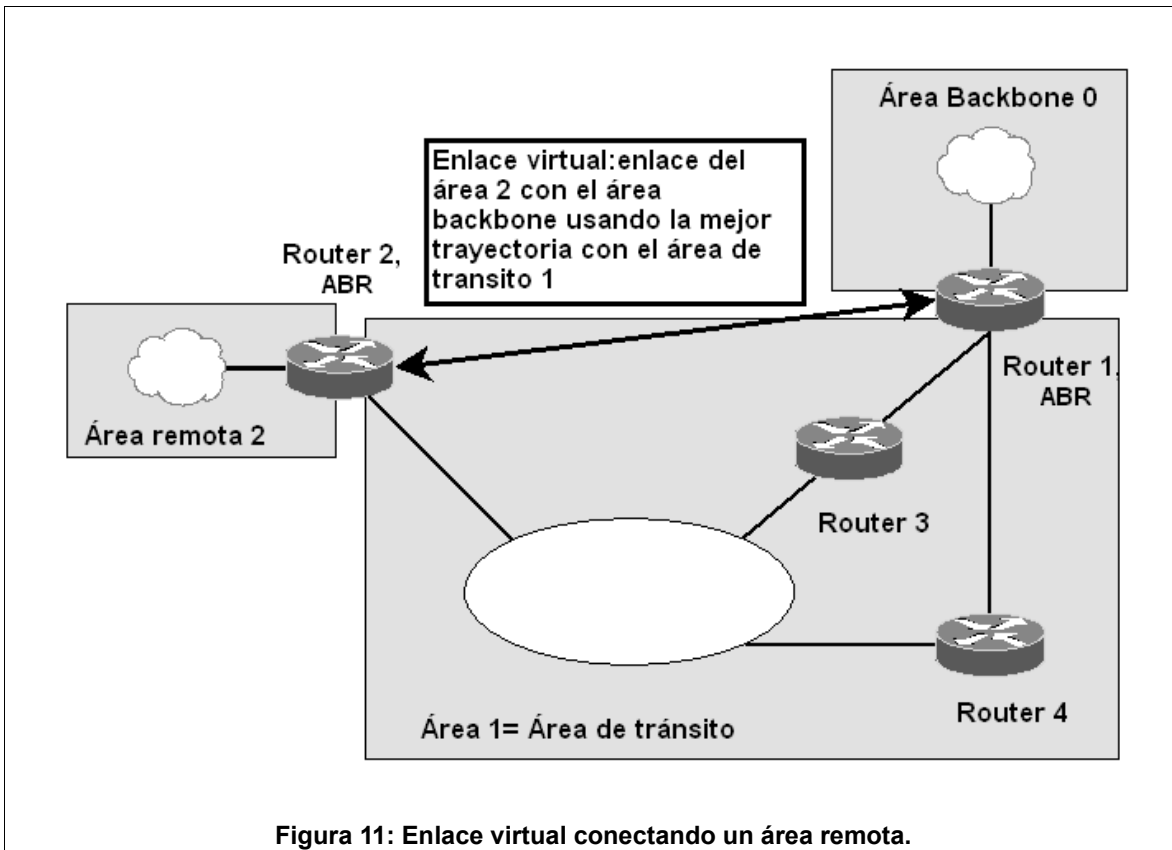 Área Backbone 0
Enlace virtual:enlace del
área 2 con el área
backbone usando la mejor
trayectoria con el área de
transito 1
Router 2,
ABR
Router 1,
ABR
Área remota 2
Router 3
Router 4
Área 1= Área de tránsito
Figura 11: Enlace virtual conectando un área remota.